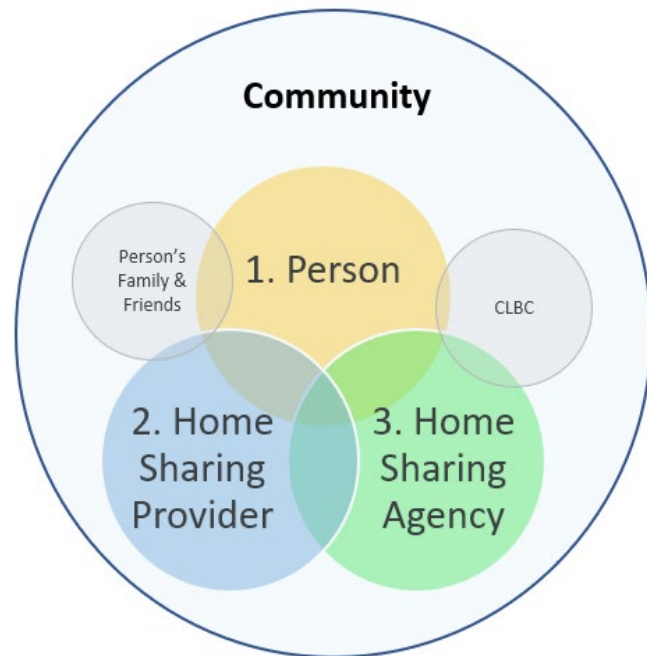 Community
Person's
Family &
Friends
1. Person
CLBC
2. Home
Sharing
Provider
3. Home
Sharing
Agency